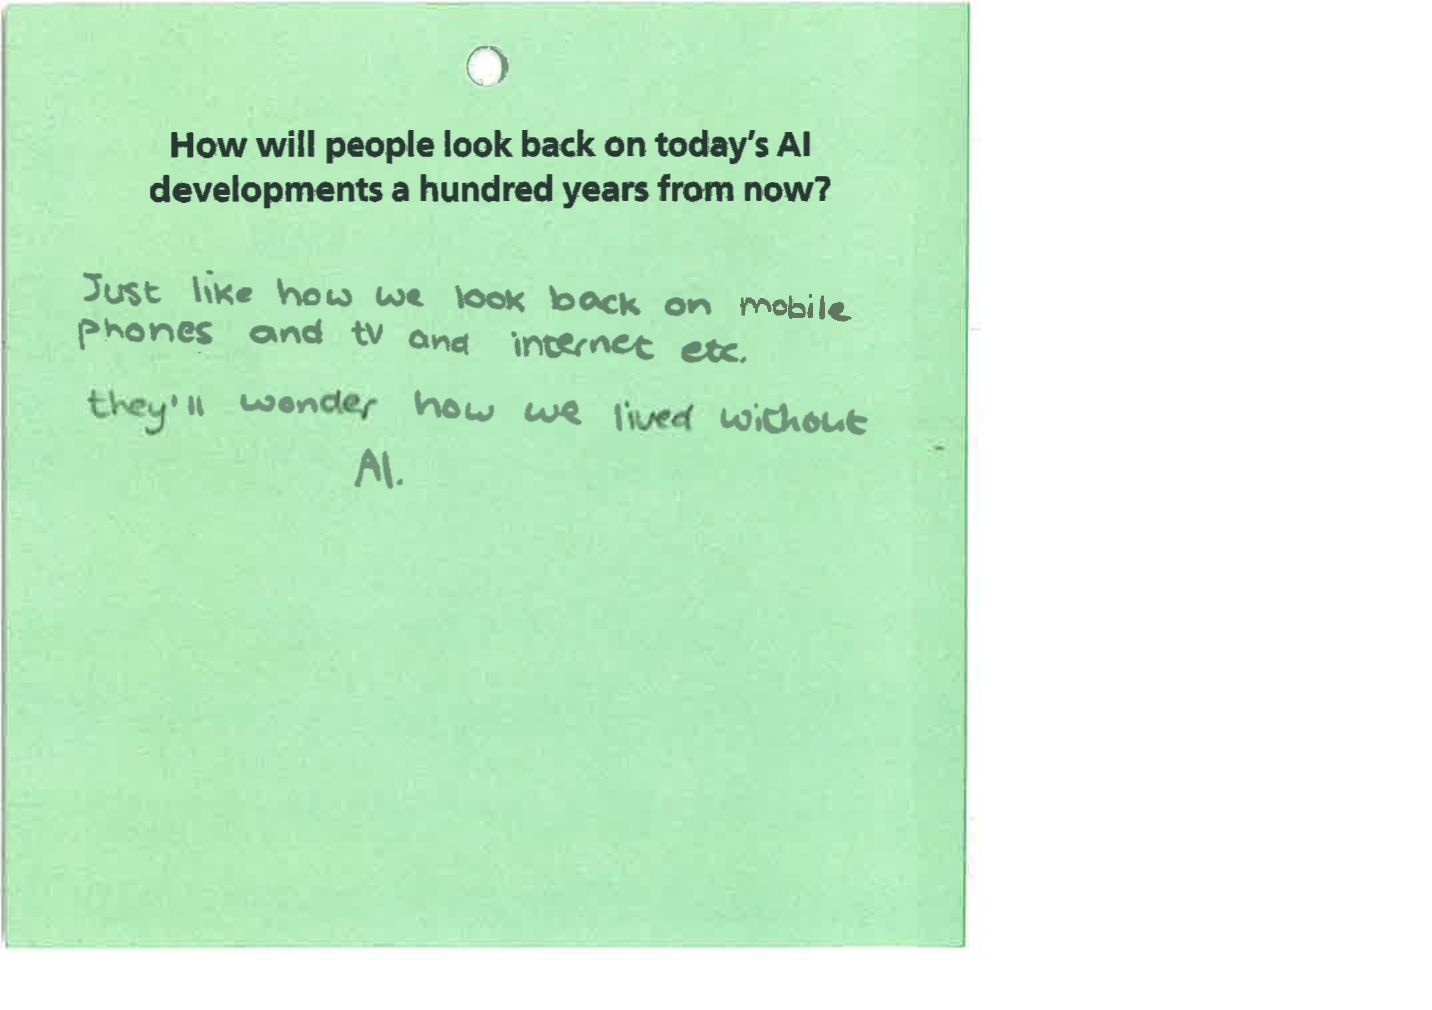 How will people look back on today's AI
developments a hundred years from now?
Just like how we look back on mobile
phones and tv and internet etc.
they'll wonder how we lived without
AI.